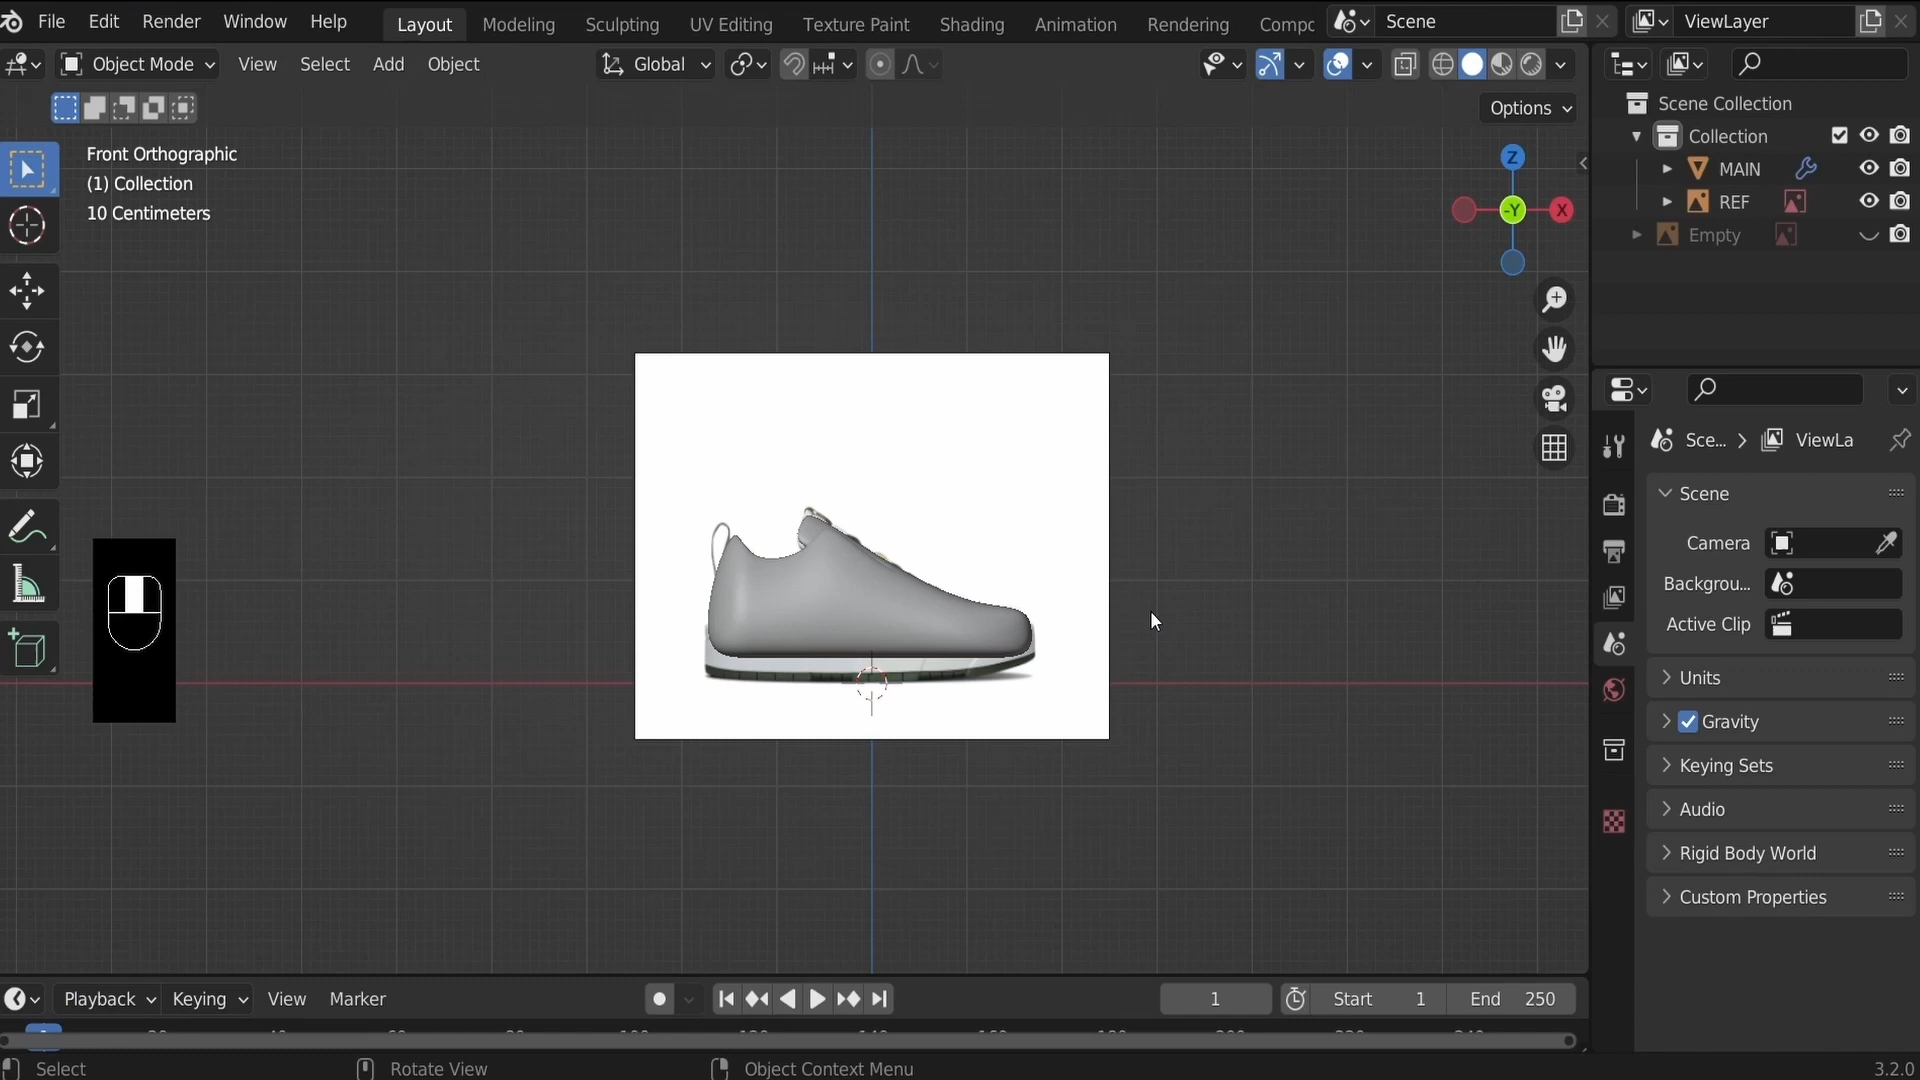 File Edit Render Window Help Layout Modeling Sculpting UV Editing Texture Paint Shading Animation Rendering Compc Scene ViewLayer
Object Mode View Select Add Object Global
Options
Front Orthographic
(1) Collection
10 Centimeters
Z
-Y
X
Scene Collection
Collection
MAIN
REF
Empty
Sce... ViewLa
Scene
Camera
Backgrou...
Active Clip
Units
Gravity
Keying Sets
Audio
Rigid Body World
Custom Properties
Playback Keying View Marker 1 Start 1 End 250
Select Rotate View Object Context Menu 3.2.0